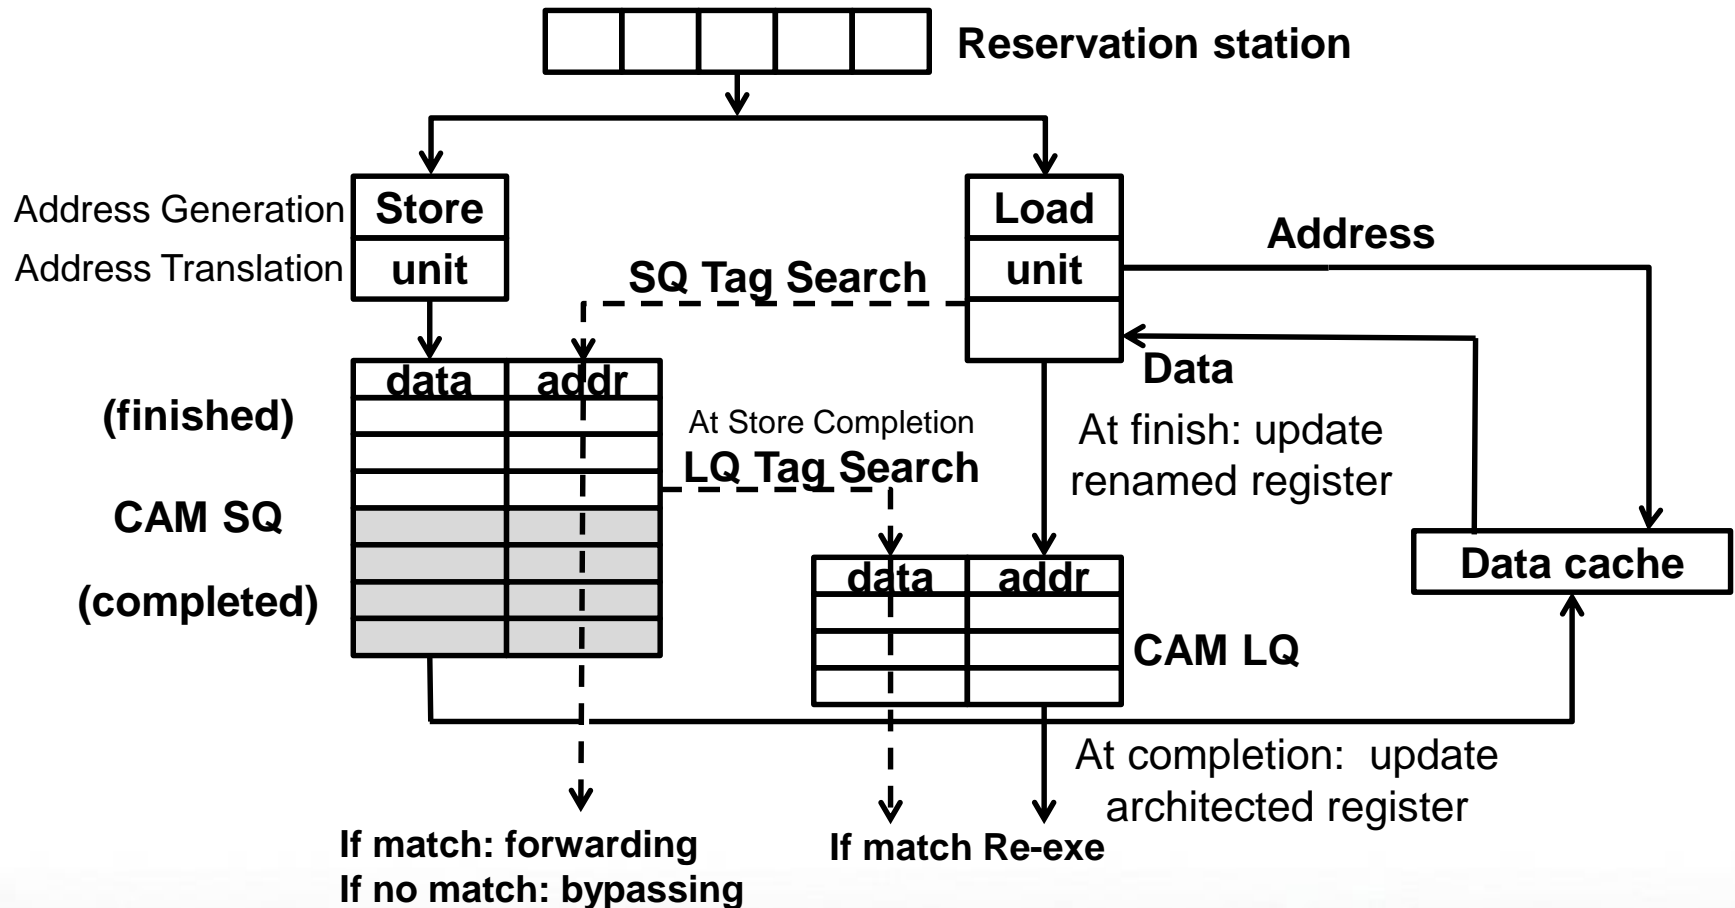 Reservation station
Address Generation
Store
Load
Address
Address Translation
unit
unit
SQ Tag Search
Data
data
addr
(finished)
At Store Completion
LQ Tag Search
At finish: update
renamed register
CAM SQ
Data cache
data
addr
(completed)
CAM LQ
At completion: update
architected register
If match: forwarding
If no match: bypassing
If match Re-exe